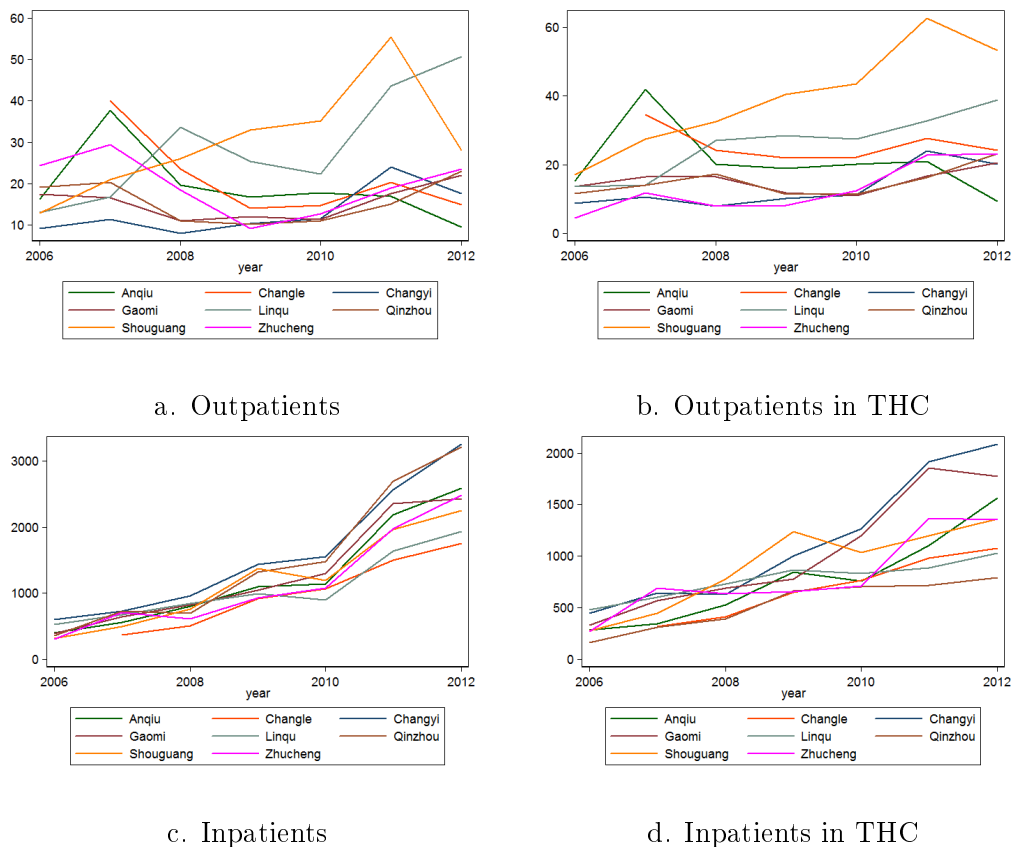 60
50
40
30
20
10
2006 2008 2010 2012
year
Anqiu Changle Changyi
Gaomi Linqu Qinzhou
Shouguang Zhucheng
a. Outpatients
60
40
20
0
2006 2008 2010 2012
year
Anqiu Changle Changyi
Gaomi Linqu Qinzhou
Shouguang Zhucheng
b. Outpatients in THC
3000
2000
1000
0
2006 2008 2010 2012
year
Anqiu Changle Changyi
Gaomi Linqu Qinzhou
Shouguang Zhucheng
c. Inpatients
2000
1500
1000
500
0
2006 2008 2010 2012
year
Anqiu Changle Changyi
Gaomi Linqu Qinzhou
Shouguang Zhucheng
d. Inpatients in THC